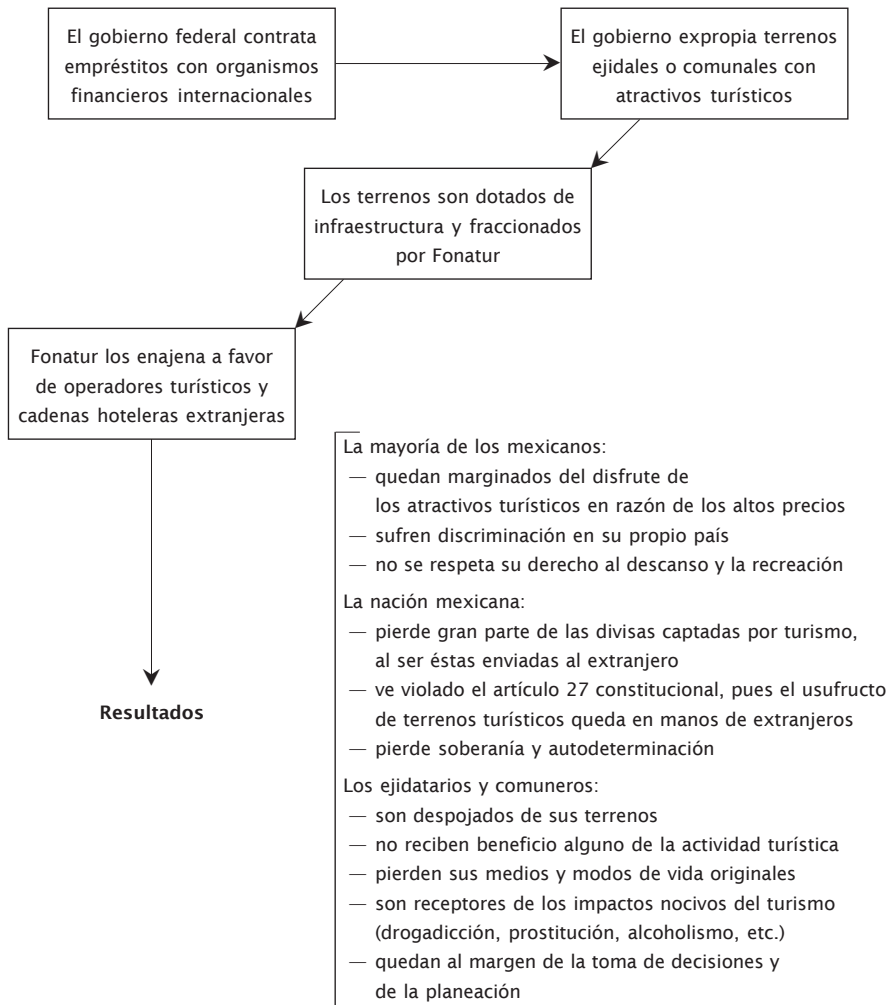 El gobierno federal contrata
empréstitos con organismos
financieros internacionales
El gobierno expropia terrenos
ejidales o comunales con
atractivos turísticos
Los terrenos son dotados de
infraestructura y fraccionados
por Fonatur
Fonatur los enajena a favor
de operadores turísticos y
cadenas hoteleras extranjeras
Resultados
La mayoría de los mexicanos:
— quedan marginados del disfrute de
los atractivos turísticos en razón de los altos precios
— sufren discriminación en su propio país
— no se respeta su derecho al descanso y la recreación
La nación mexicana:
— pierde gran parte de las divisas captadas por turismo,
al ser éstas enviadas al extranjero
— ve violado el artículo 27 constitucional, pues el usufructo
de terrenos turísticos queda en manos de extranjeros
— pierde soberanía y autodeterminación
Los ejidatarios y comuneros:
— son despojados de sus terrenos
— no reciben beneficio alguno de la actividad turística
— pierden sus medios y modos de vida originales
— son receptores de los impactos nocivos del turismo
(drogadicción, prostitución, alcoholismo, etc.)
— quedan al margen de la toma de decisiones y
de la planeación